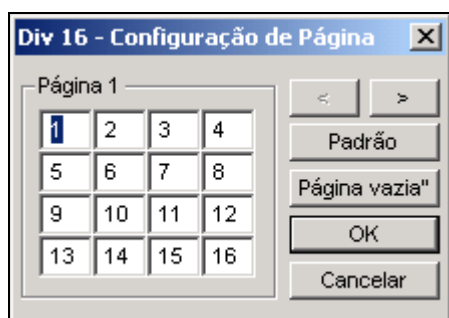 Div 16 - Configuração de Página
Página 1
1 2 3 4
5 6 7 8
9 10 11 12
13 14 15 16
< >
Padrão
Página vazia"
OK
Cancelar